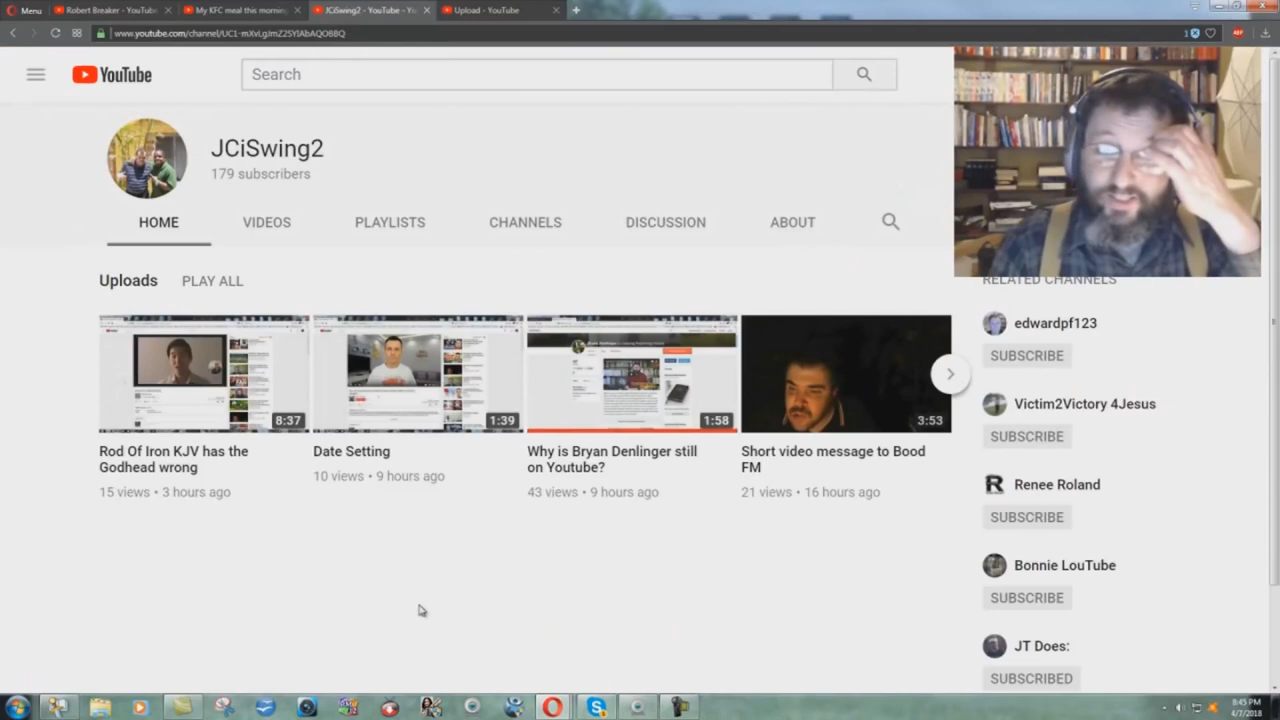 Menu
Robert Breaker - YouTube
My KFC meal this mornin
JCiSwing2 - YouTube - Yo
Upload - YouTube
1
ABP
YouTube
Search
JCiSwing2
179 subscribers
HOME VIDEOS PLAYLISTS CHANNELS DISCUSSION ABOUT
Uploads PLAY ALL
8:37
Rod Of Iron KJV has the
Godhead wrong
15 views • 3 hours ago
1:39
Date Setting
10 views • 9 hours ago
1:58
Why is Bryan Denlinger still
on Youtube?
43 views • 9 hours ago
3:53
Short video message to Bood
FM
21 views • 16 hours ago
RELATED CHANNELS
edwardpf123
SUBSCRIBE
Victim2Victory 4Jesus
SUBSCRIBE
Renee Roland
SUBSCRIBE
Bonnie LouTube
SUBSCRIBE
JT Does:
SUBSCRIBED
8:45 PM
4/7/2018